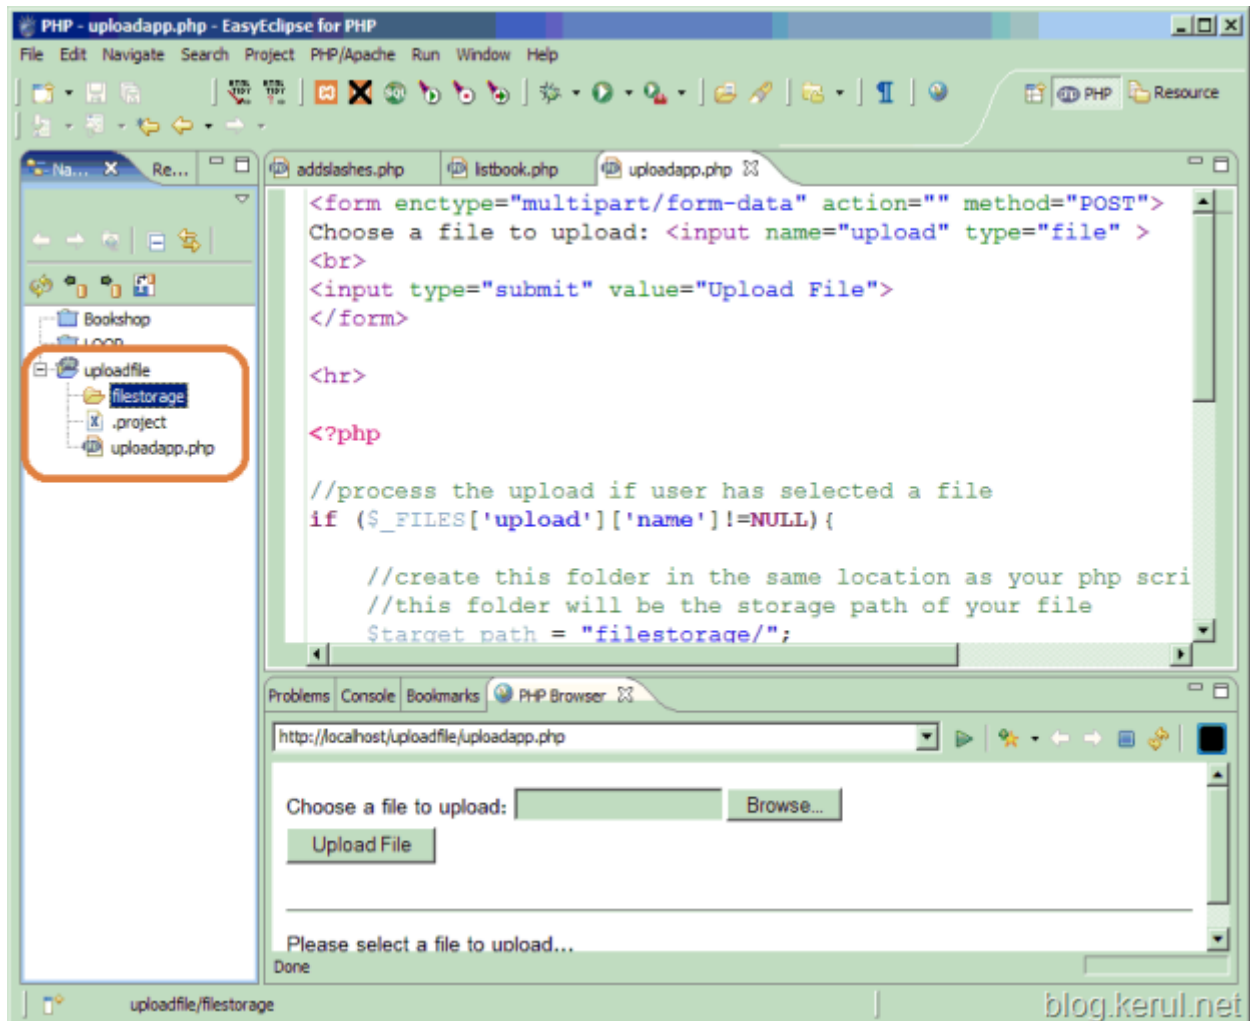 PHP - uploadapp.php - EasyEclipse for PHP
File Edit Navigate Search Project PHP/Apache Run Window Help
PHP Resource
Na... Re...
addslashes.php listbook.php uploadapp.php
<form enctype="multipart/form-data" action="" method="POST">
Choose a file to upload: <input name="upload" type="file" >
<br>
<input type="submit" value="Upload File">
</form>
<hr>
<?php
//process the upload if user has selected a file
if ($_FILES['upload']['name']!=NULL){
//create this folder in the same location as your php scri
//this folder will be the storage path of your file
$target_path = "filestorage/";
Bookshop
LOOP
uploadfile
filestorage
.project
uploadapp.php
Problems Console Bookmarks PHP Browser
http://localhost/uploadfile/uploadapp.php
Choose a file to upload: Browse...
Upload File
Please select a file to upload...
Done
uploadfile/filestorage
blog.kerul.net